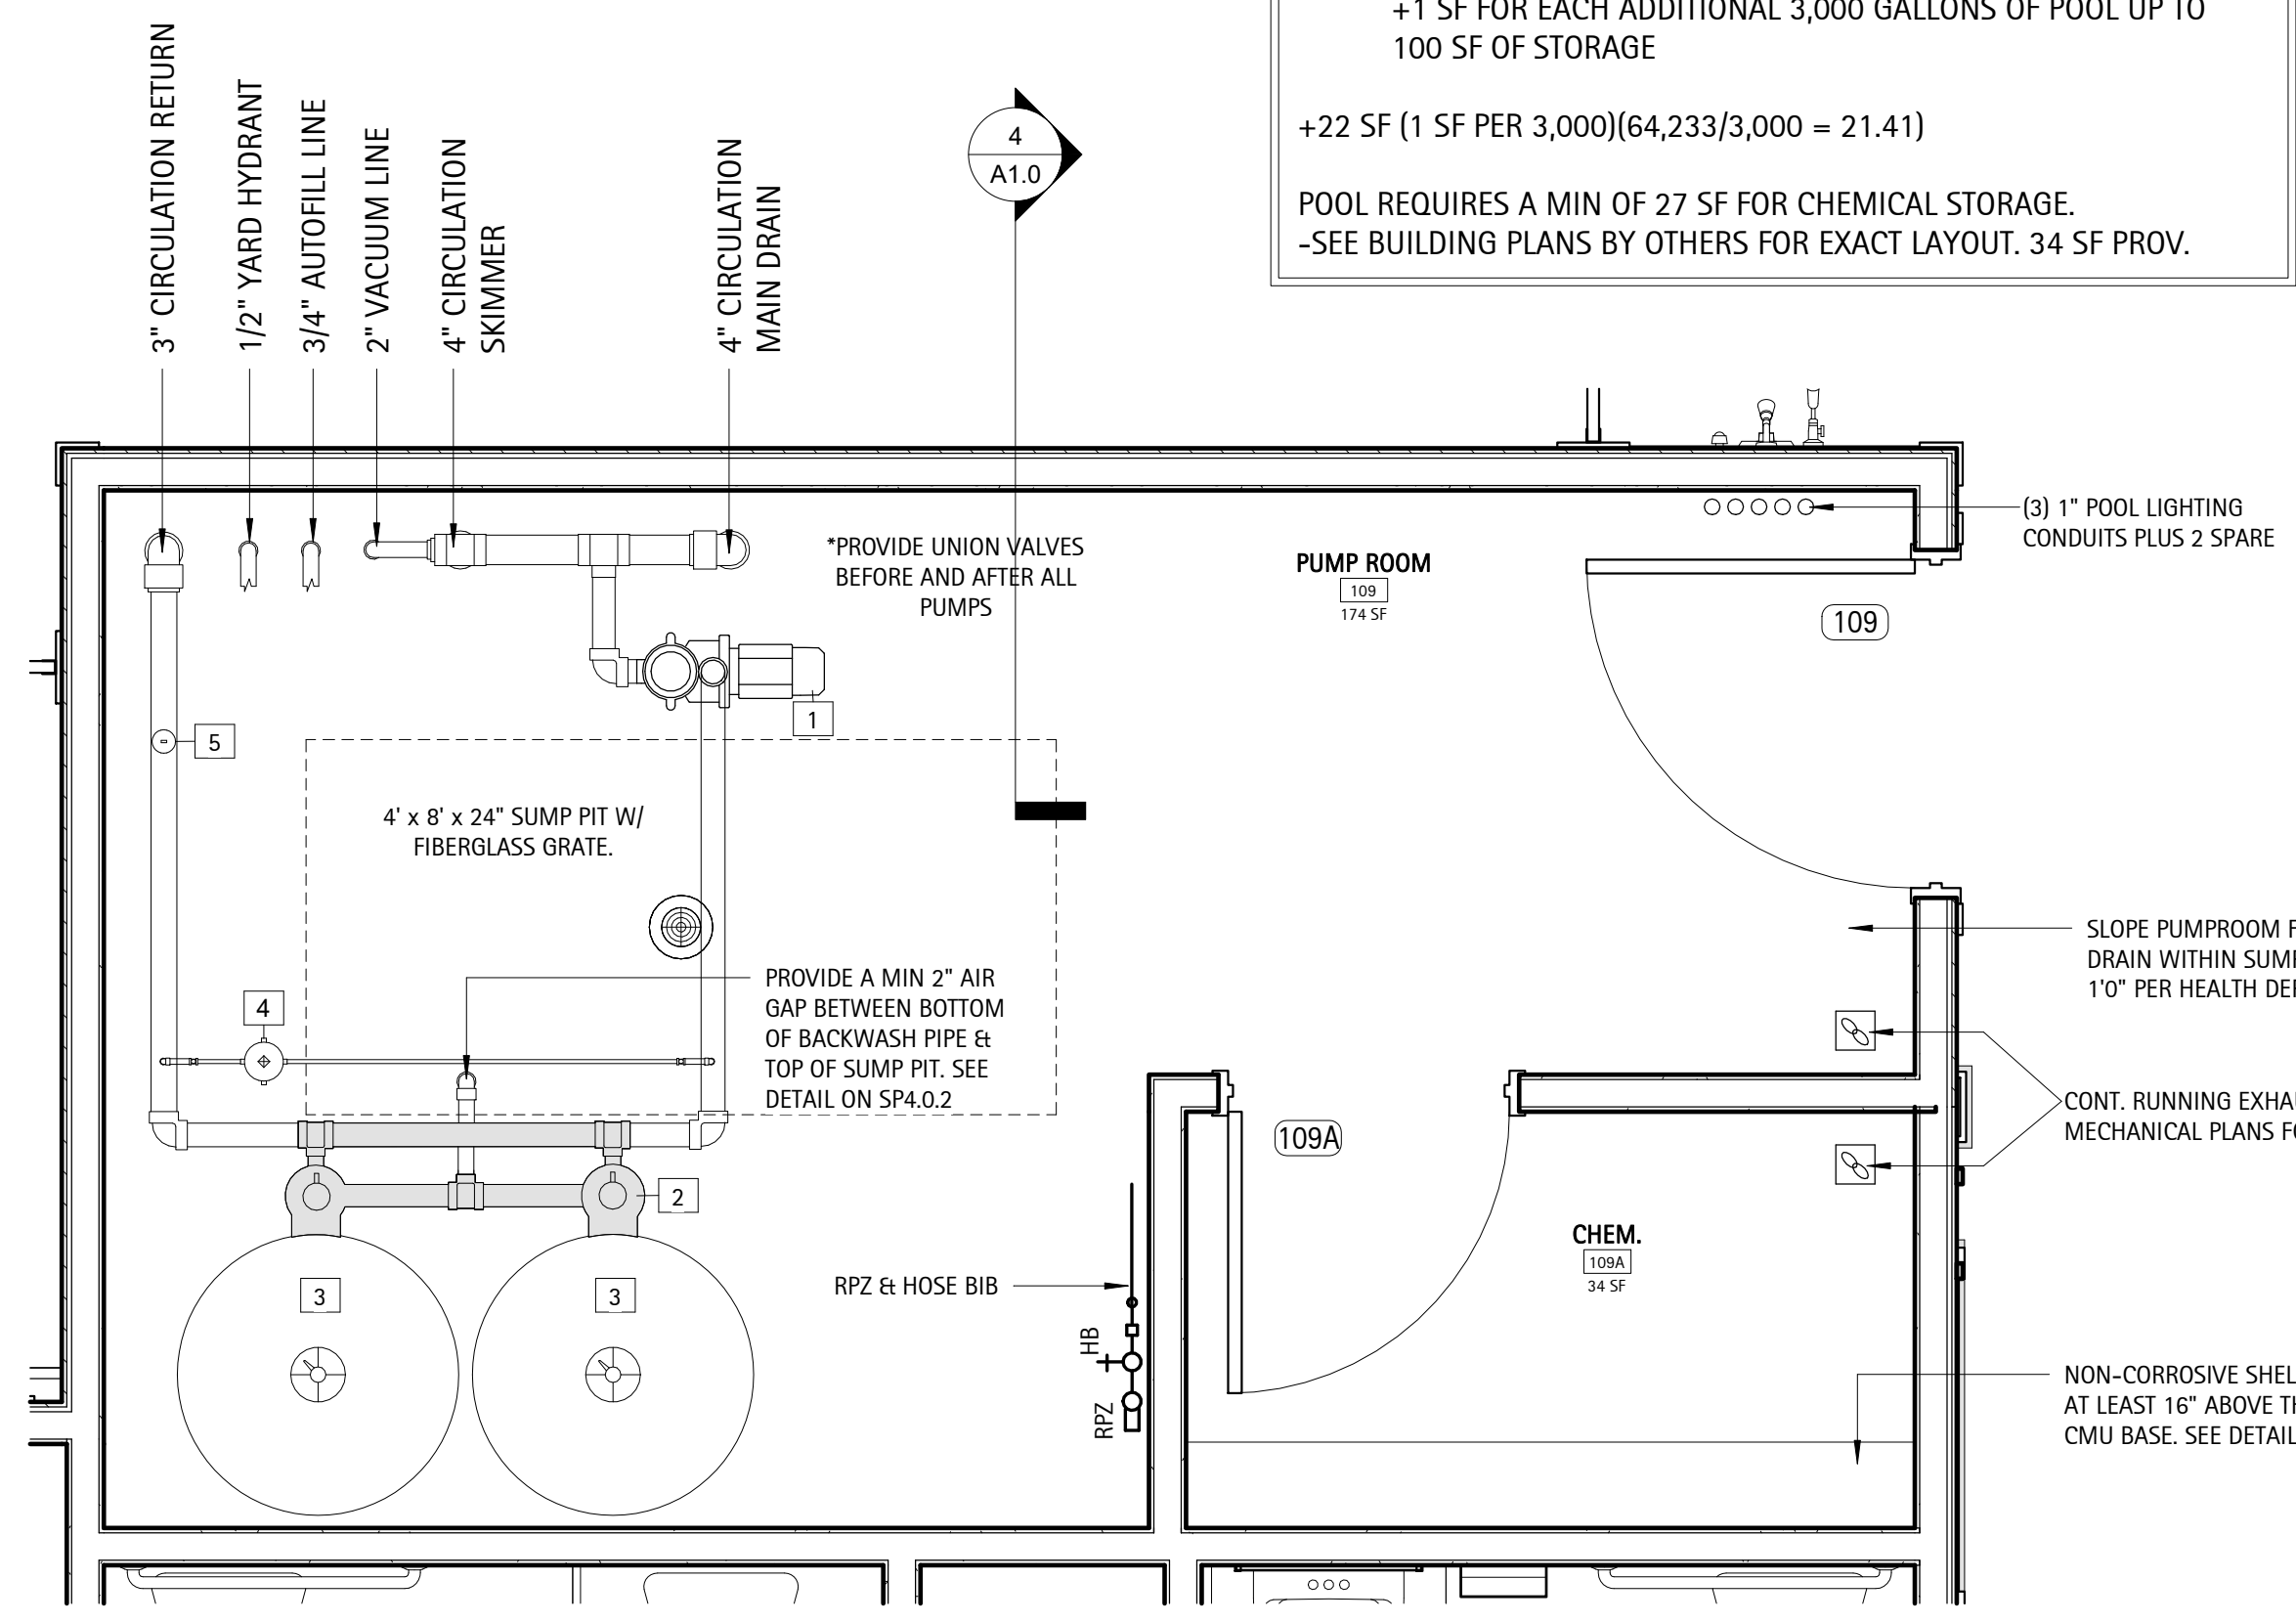 +1 SF FOR EACH ADDITIONAL 3,000 GALLONS OF POOL UP TO
100 SF OF STORAGE
+22 SF (1 SF PER 3,000)(64,233/3,000 = 21.41)
POOL REQUIRES A MIN OF 27 SF FOR CHEMICAL STORAGE.
-SEE BUILDING PLANS BY OTHERS FOR EXACT LAYOUT. 34 SF PROV.
3" CIRCULATION RETURN
1/2" YARD HYDRANT
3/4" AUTOFILL LINE
2" VACUUM LINE
4" CIRCULATION
SKIMMER
4" CIRCULATION
MAIN DRAIN
4
A1.0
(3) 1" POOL LIGHTING
CONDUITS PLUS 2 SPARE
*PROVIDE UNION VALVES
BEFORE AND AFTER ALL
PUMPS
PUMP ROOM
109
174 SF
109
1
5
4' x 8' x 24" SUMP PIT W/
FIBERGLASS GRATE.
SLOPE PUMPROOM
DRAIN WITHIN
1'0" PER HEALTH
PROVIDE A MIN 2" AIR
GAP BETWEEN BOTTOM
OF BACKWASH PIPE &
TOP OF SUMP PIT. SEE
DETAIL ON SP4.0.2
4
CONT. RUNNING
MECHANICAL PLANS
109A
2
CHEM.
109A
34 SF
3
3
RPZ & HOSE BIB
HB
RPZ
NON-CORROSIVE
AT LEAST 16" ABOVE
CMU BASE. SEE DETAIL